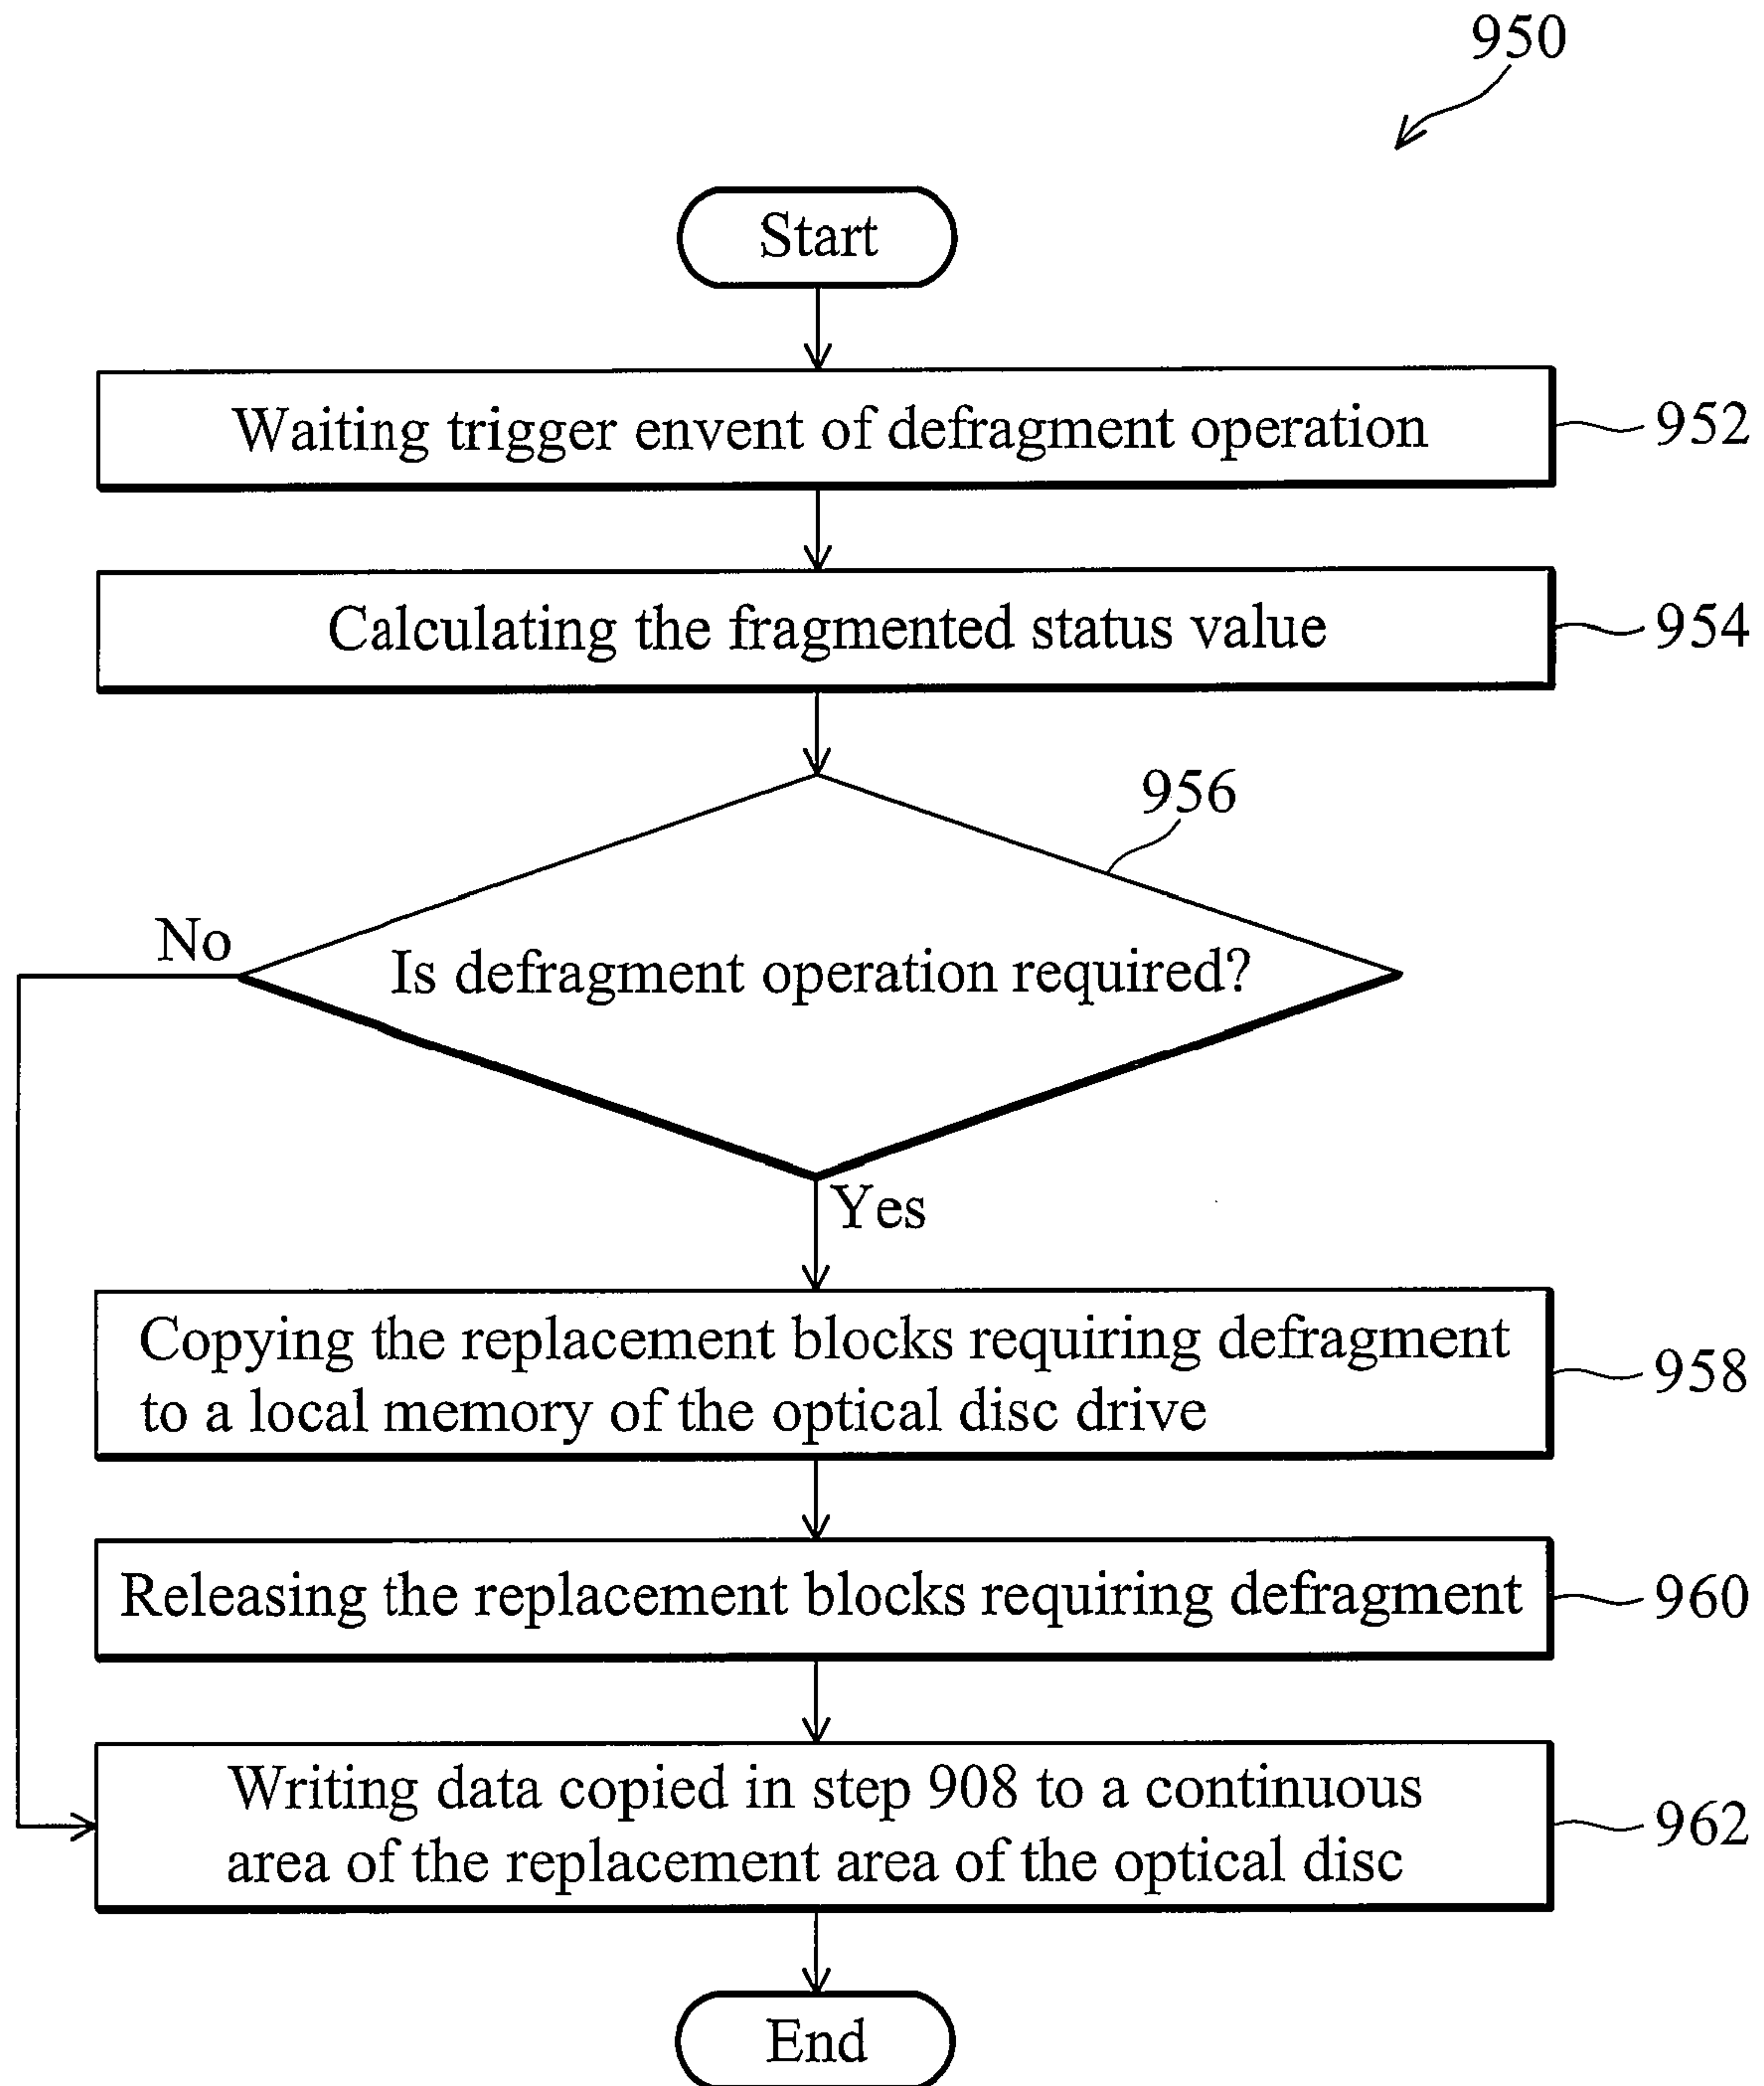 950
Start
Waiting trigger envent of defragment operation
952
Calculating the fragmented status value
954
956
No
Is defragment operation required?
Yes
Copying the replacement blocks requiring defragment
to a local memory of the optical disc drive
958
Releasing the replacement blocks requiring defragment
960
Writing data copied in step 908 to a continuous
area of the replacement area of the optical disc
962
End